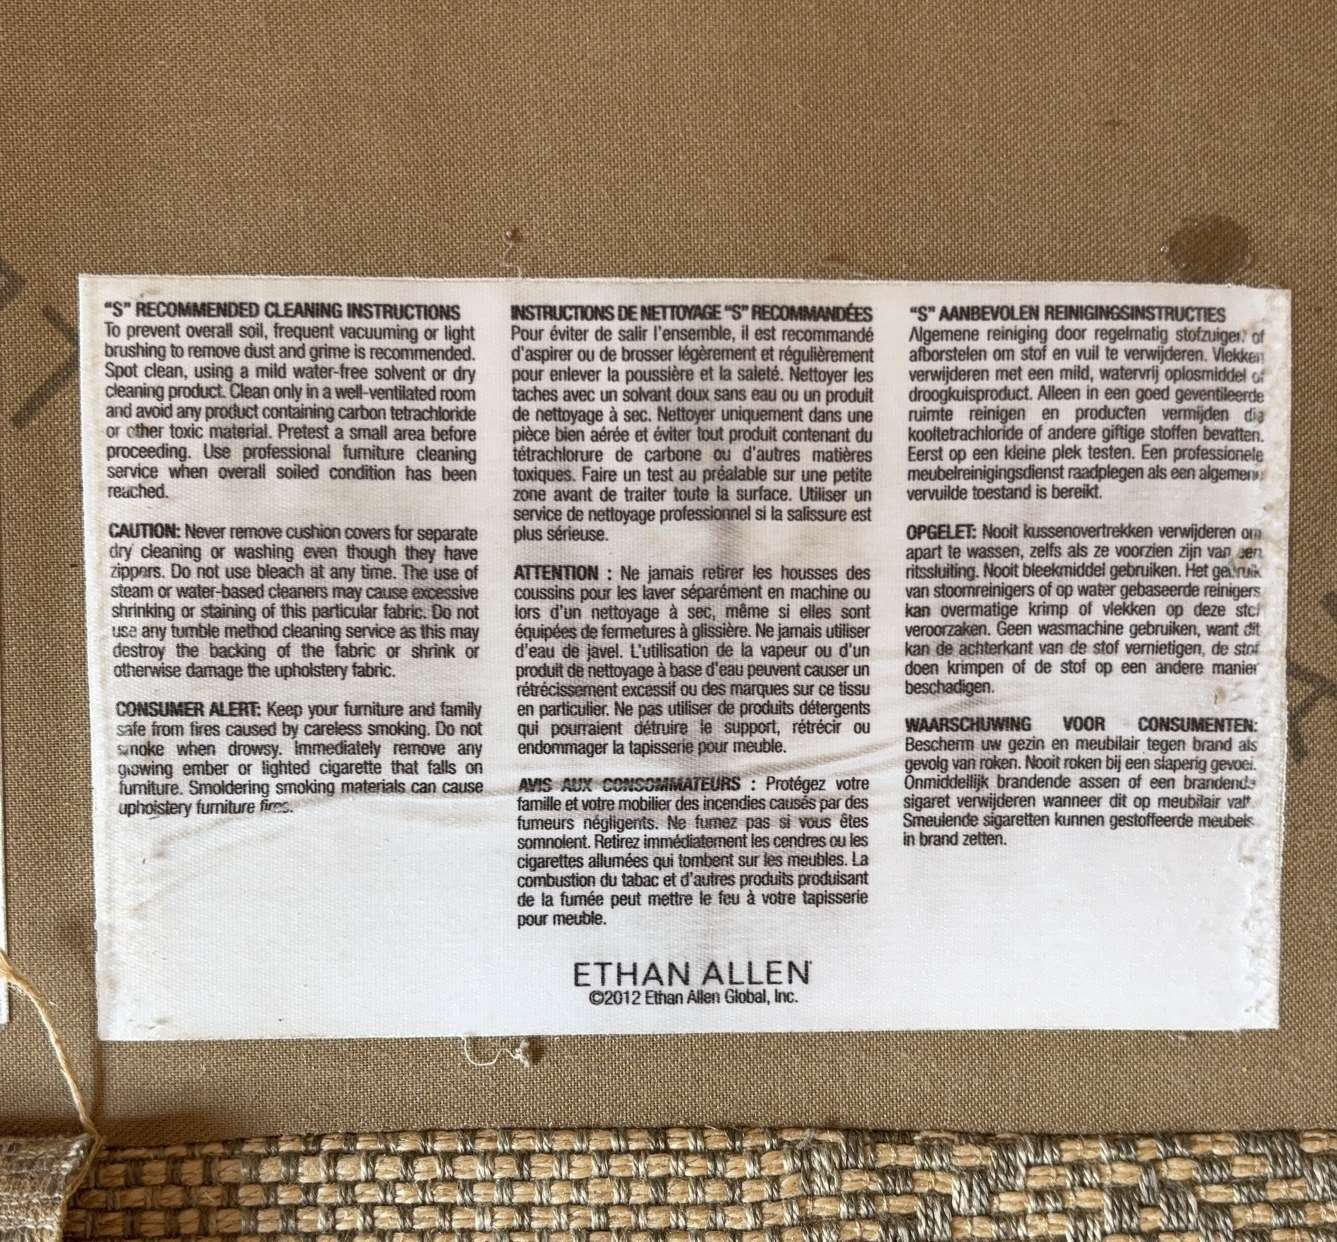 "S" RECOMMENDED CLEANING INSTRUCTIONS
To prevent overall soil, frequent vacuuming or light
brushing to remove dust and grime is recommended.
Spot clean, using a mild water-free solvent or dry
cleaning product. Clean only in a well-ventilated room
and avoid any product containing carbon tetrachloride
or other toxic material. Pretest a small area before
proceeding. Use professional furniture cleaning
service when overall soiled condition has been
reached.
CAUTION: Never remove cushion covers for separate
dry cleaning or washing even though they have
zippers. Do not use bleach at any time. The use of
steam or water-based cleaners may cause excessive
shrinking or staining of this particular fabric. Do not
use any tumble method cleaning service as this may
destroy the backing of the fabric or shrink or
otherwise damage the upholstery fabric.
CONSUMER ALERT: Keep your furniture and family
safe from fires caused by careless smoking. Do not
smoke when drowsy. Immediately remove any
glowing ember or lighted cigarette that falls on
furniture. Smoldering smoking materials can cause
upholstery furniture fires.
INSTRUCTIONS DE NETTOYAGE "S" RECOMMANDÉES
Pour éviter de salir l'ensemble, il est recommandé
d'aspirer ou de brosser légèrement et régulièrement
pour enlever la poussière et la saleté. Nettoyer les
taches avec un solvant doux sans eau ou un produit
de nettoyage à sec. Nettoyer uniquement dans une
pièce bien aérée et éviter tout produit contenant du
tétrachlorure de carbone ou d'autres matières
toxiques. Faire un test au préalable sur une petite
zone avant de traiter toute la surface. Utiliser un
service de nettoyage professionnel si la salissure est
plus sérieuse.
ATTENTION : Ne jamais retirer les housses des
coussins pour les laver séparément en machine ou
lors d'un nettoyage à sec, même si elles sont
équipées de fermetures à glissière. Ne jamais utiliser
d'eau de javel. L'utilisation de la vapeur ou d'un
produit de nettoyage à base d'eau peuvent causer un
rétrécissement excessif ou des marques sur ce tissu
en particulier. Ne pas utiliser de produits détergents
qui pourraient détruire le support, rétrécir ou
endommager la tapisserie pour meuble.
AVIS AUX CONSOMMATEURS : Protégez votre
famille et votre mobilier des incendies causés par des
fumeurs négligents. Ne fumez pas si vous êtes
somnolent. Retirez immédiatement les cendres ou les
cigarettes allumées qui tombent sur les meubles. La
combustion du tabac et d'autres produits produisant
de la fumée peut mettre le feu à votre tapisserie
pour meuble.
"S" AANBEVOLEN REINIGINGSINSTRUCTIES
Algemene reiniging door regelmatig stofzuigen of
afborstelen om stof en vuil te verwijderen. Vlekken
verwijderen met een mild, watervrij oplosmiddel of
droogkuisproduct. Alleen in een goed geventileerde
ruimte reinigen en producten vermijden die
kooltetrachloride of andere giftige stoffen bevatten.
Eerst op een kleine plek testen. Een professionele
meubelreinigingsdienst raadplegen als een algemene
vervuilde toestand is bereikt.
OPGELET: Nooit kussenovertrekken verwijderen om
apart te wassen, zelfs als ze voorzien zijn van een
ritssluiting. Nooit bleekmiddel gebruiken. Het gebruik
van stoomreinigers of op water gebaseerde reinigers
kan overmatige krimp of vlekken op deze stof
veroorzaken. Geen wasmachine gebruiken, want dit
kan de achterkant van de stof vernietigen, de stof
doen krimpen of de stof op een andere manier
beschadigen.
WAARSCHUWING VOOR CONSUMENTEN:
Bescherm uw gezin en meubilair tegen brand als
gevolg van roken. Nooit roken bij een slaperig gevoel.
Onmiddellijk brandende assen of een brandende
sigaret verwijderen wanneer dit op meubilair valt.
Smeulende sigaretten kunnen gestoffeerde meubels
in brand zetten.
ETHAN ALLEN
©2012 Ethan Allen Global, Inc.